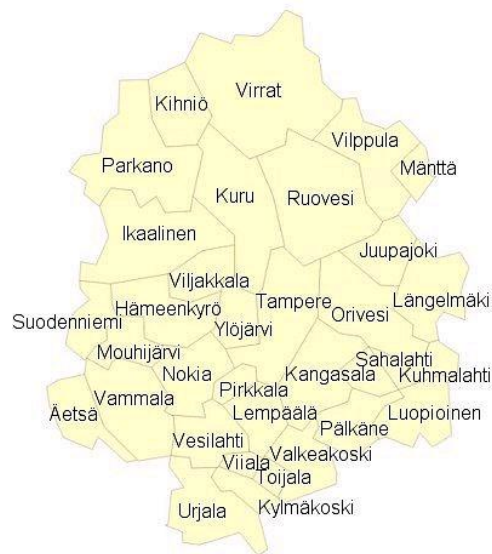 Virrat
Kihniö
Vilppula
Parkano
Mänttä
Kuru
Ruovesi
Ikaalinen
Juupajoki
Viljakkala
Hämeenkyrö
Tampere
Längelmäki
Orivesi
Suodenniemi
Ylöjärvi
Mouhijärvi
Sahalahti
Nokia
Kangasala
Kuhmalahti
Pirkkala
Vammala
Äetsä
Lempäälä
Luopioinen
Pälkäne
Vesilahti
Valkeakoski
Viiala
Toijala
Kylmäkoski
Urjala